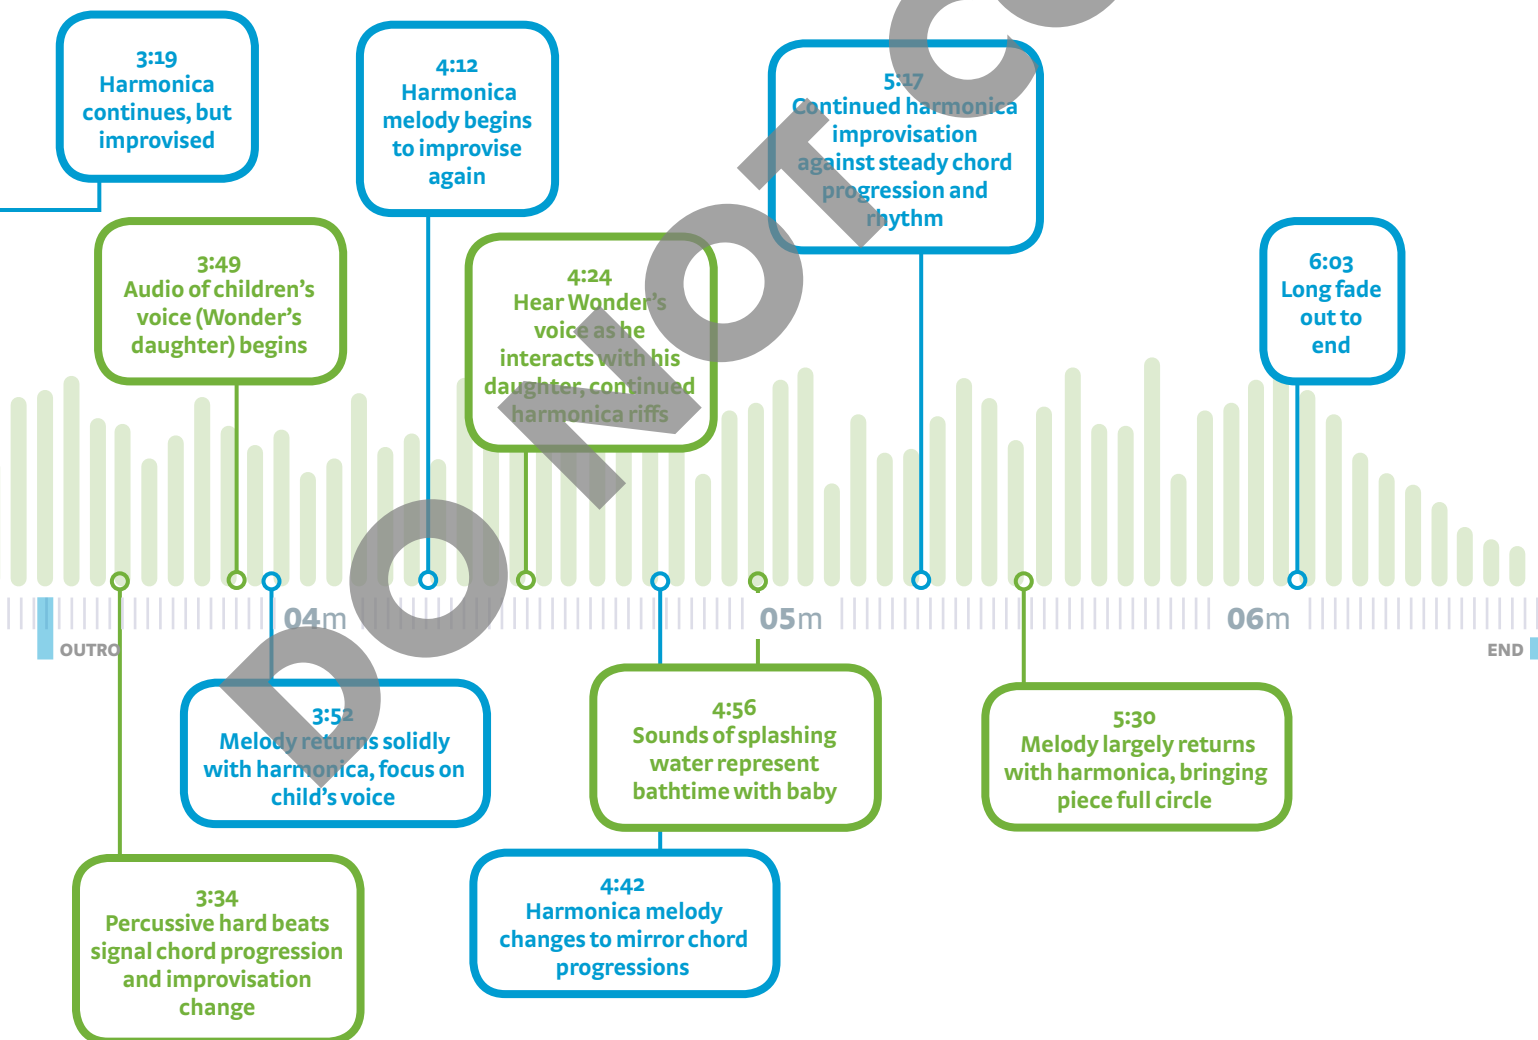 3:19
Harmonica
continues, but
improvised
4:12
Harmonica
melody begins
to improvise
again
5:17
Continued harmonica
improvisation
against steady chord
progression and
rhythm
3:49
Audio of children’s
voice (Wonder’s
daughter) begins
4:24
Hear Wonder’s
voice as he
interacts with his
daughter, continued
harmonica riffs
6:03
Long fade
out to
end
04m
05m
06m
OUTRO
END
3:52
Melody returns solidly
with harmonica, focus on
child’s voice
4:56
Sounds of splashing
water represent
bathtime with baby
5:30
Melody largely returns
with harmonica, bringing
piece full circle
3:34
Percussive hard beats
signal chord progression
and improvisation
change
4:42
Harmonica melody
changes to mirror chord
progressions
DO NOT